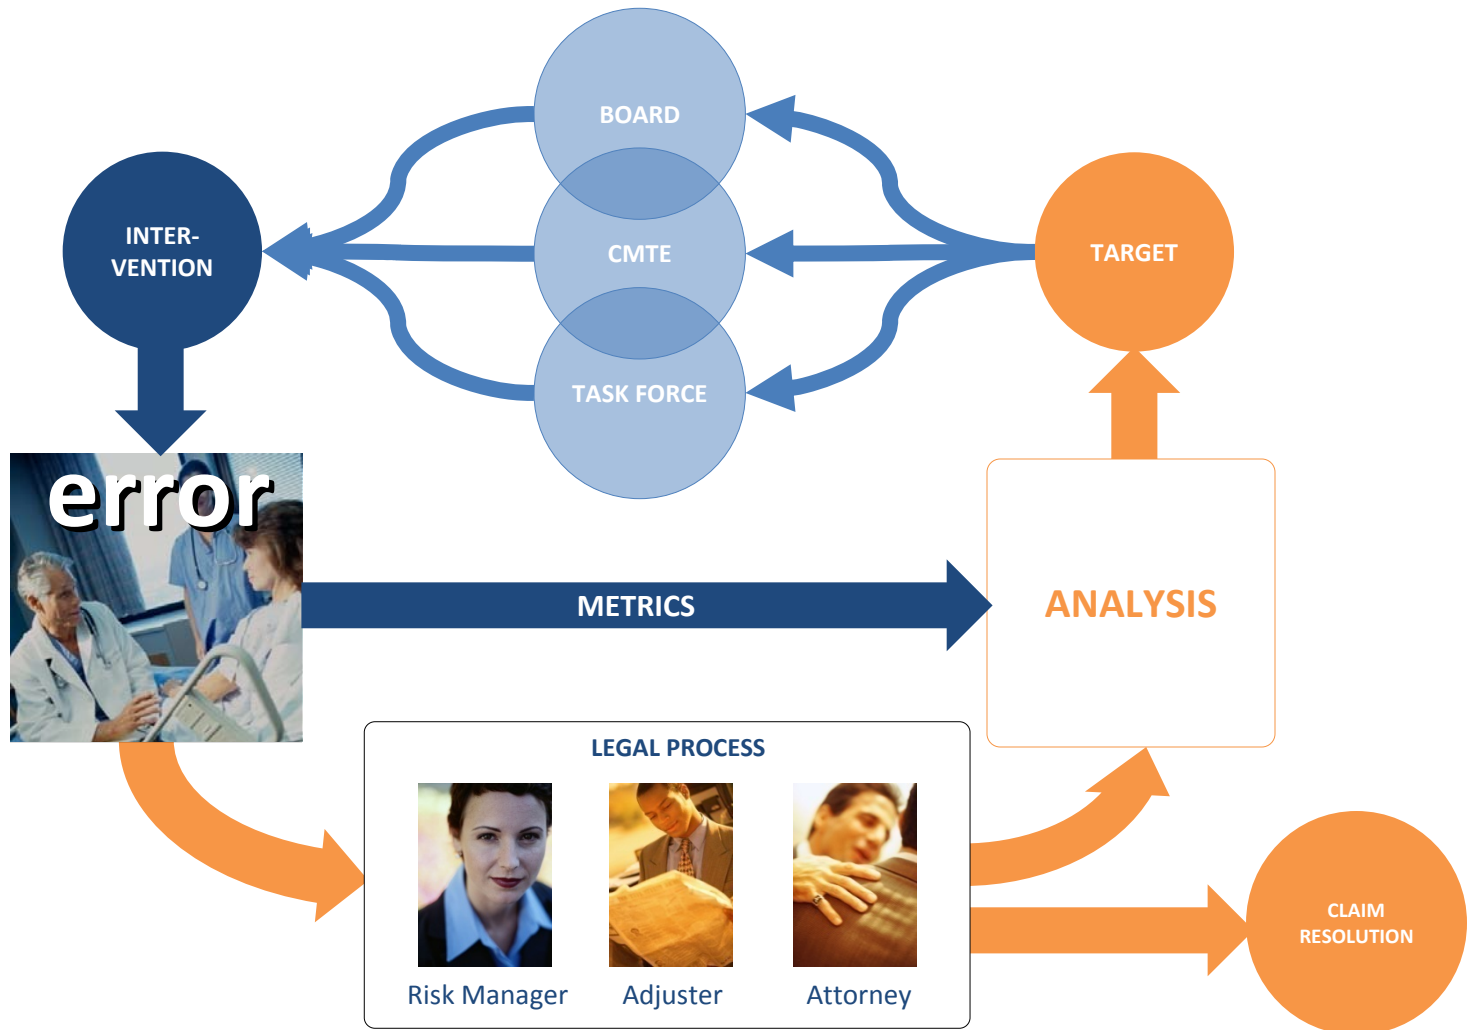 BOARD
INTER-
VENTION
CMTE
TARGET
TASK FORCE
error
METRICS
ANALYSIS
LEGAL PROCESS
Risk Manager
Adjuster
Attorney
CLAIM
RESOLUTION